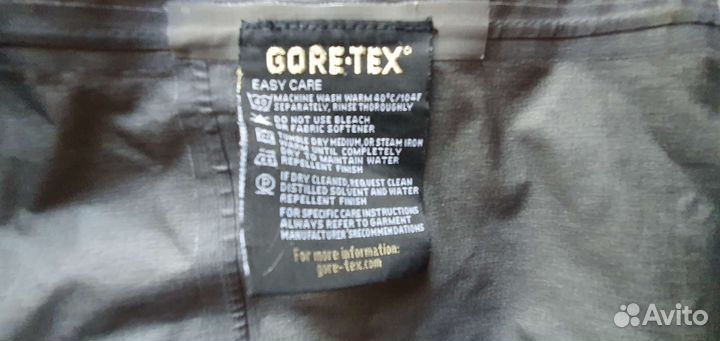 GORE-TEX®
EASY CARE
40 MACHINE WASH WARM 40°C/104F
SEPARATELY, RINSE THOROUGHLY
DO NOT USE BLEACH
OR FABRIC SOFTENER
TUMBLE DRY MEDIUM, OR STEAM IRON
WARM UNTIL COMPLETELY
DRY TO MAINTAIN WATER
REPELLENT FINISH
P IF DRY CLEANED, REQUEST CLEAN
DISTILLED SOLVENT AND WATER
REPELLENT FINISH
FOR SPECIFIC CARE INSTRUCTIONS
ALWAYS REFER TO GARMENT
MANUFACTURER'S RECOMMENDATIONS
For more information:
gore-tex.com
Avito